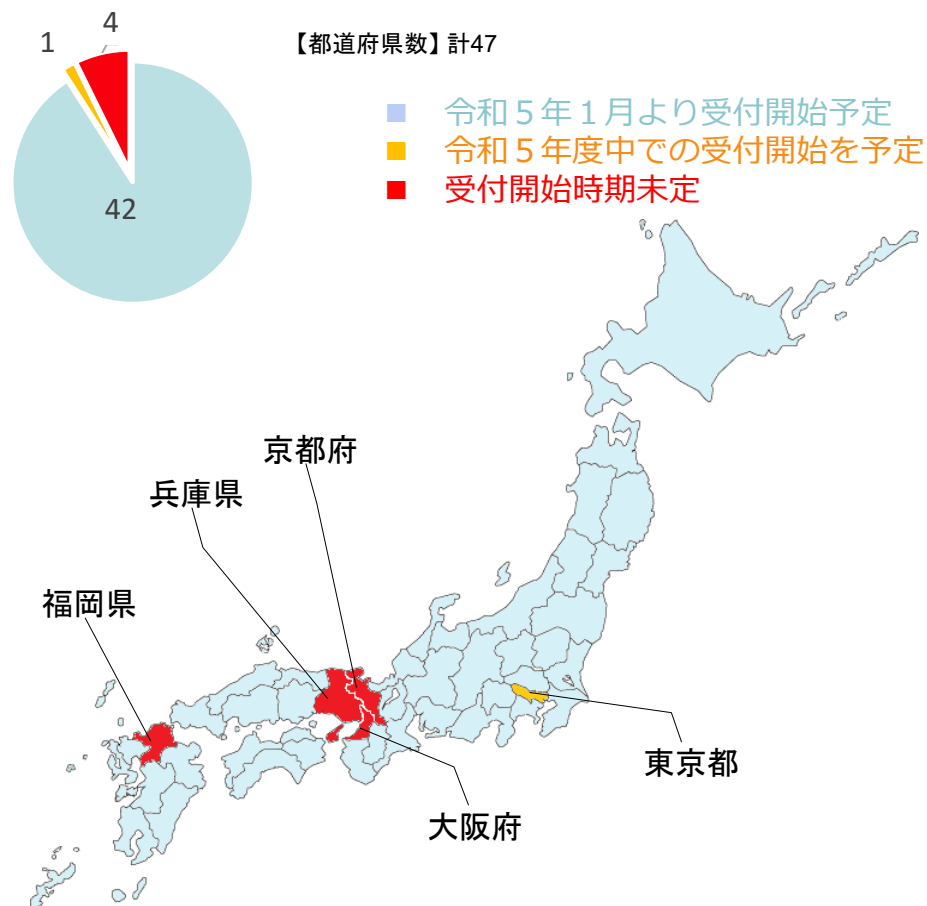 4
1
【都道府県数】計47
令和５年１月より受付開始予定
令和５年度中での受付開始を予定
受付開始時期未定
42
京都府
兵庫県
福岡県
東京都
大阪府